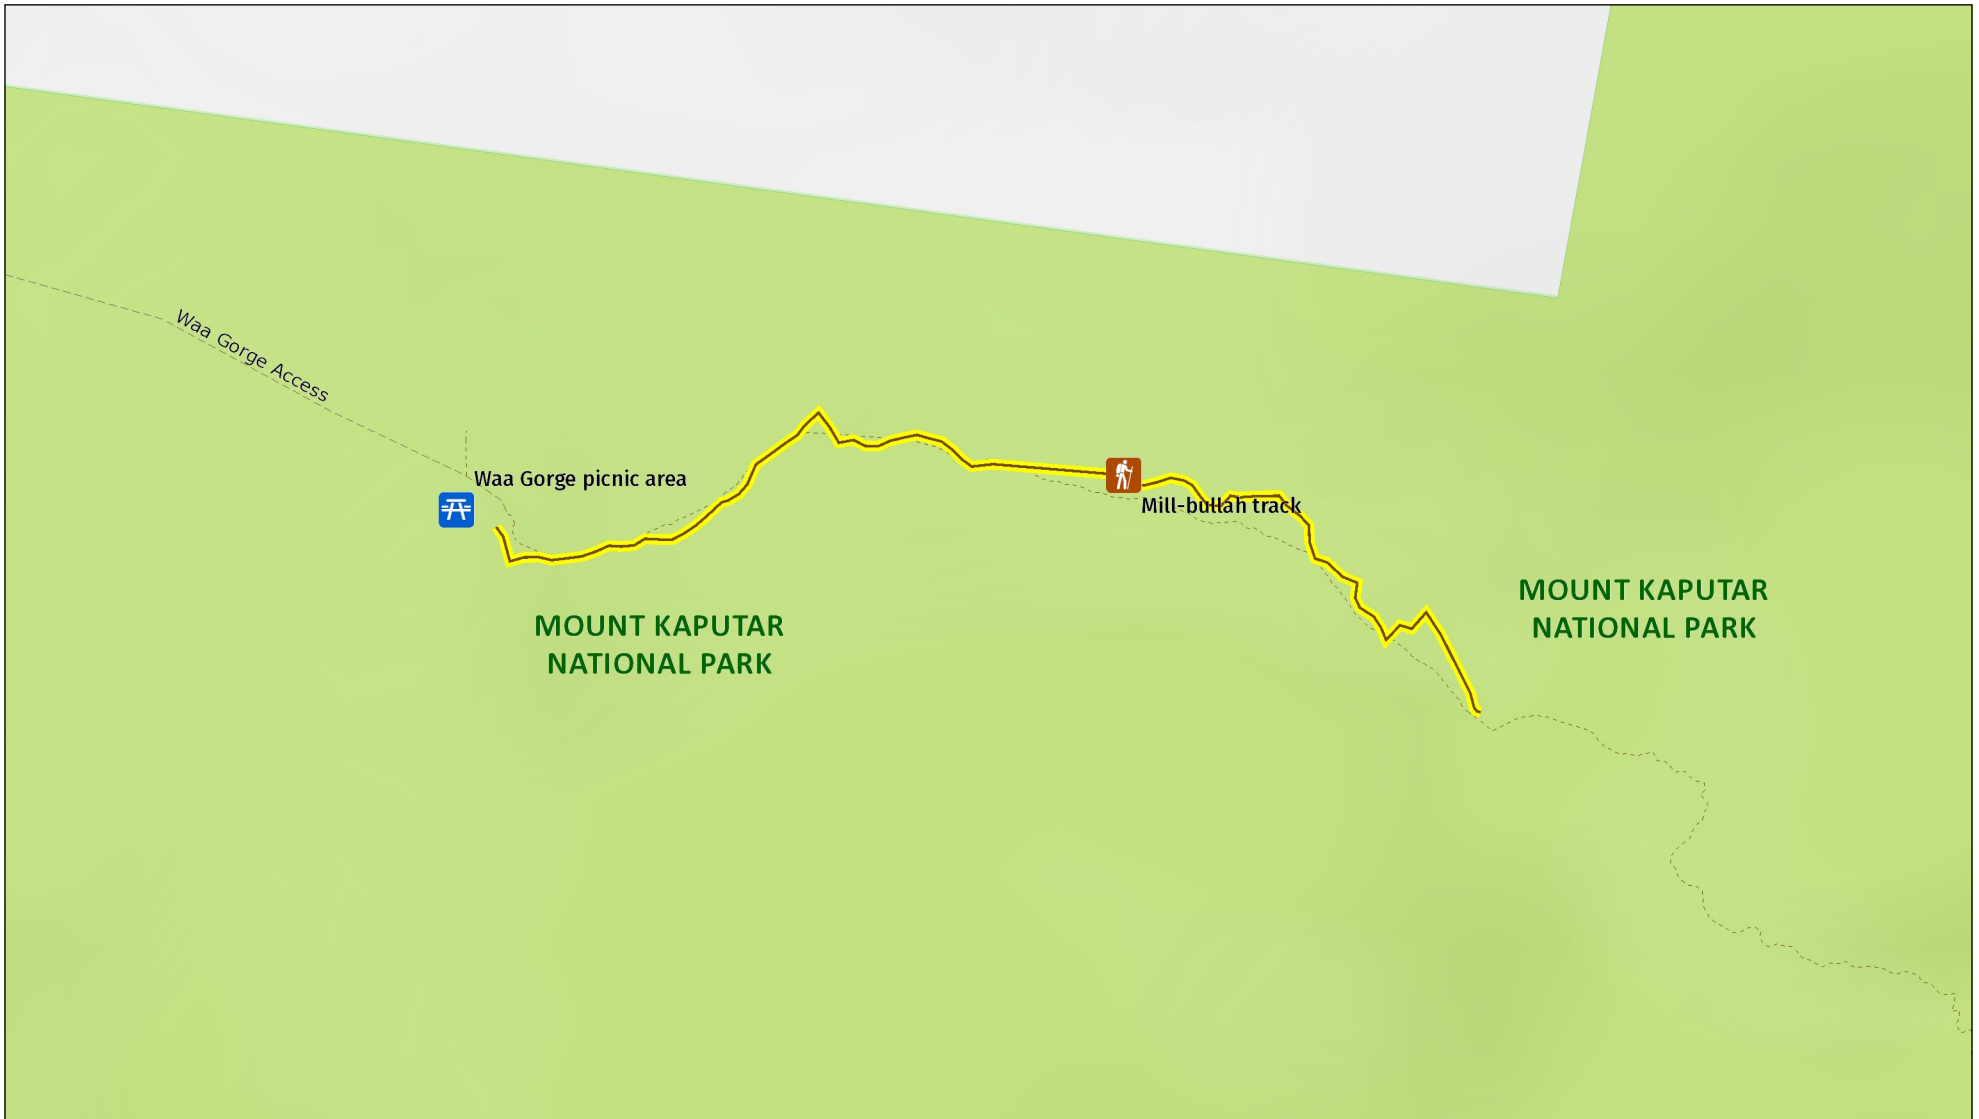 Waa Gorge Access
Waa Gorge picnic area
Mill-bullah track
MOUNT KAPUTAR
NATIONAL PARK
MOUNT KAPUTAR
NATIONAL PARK